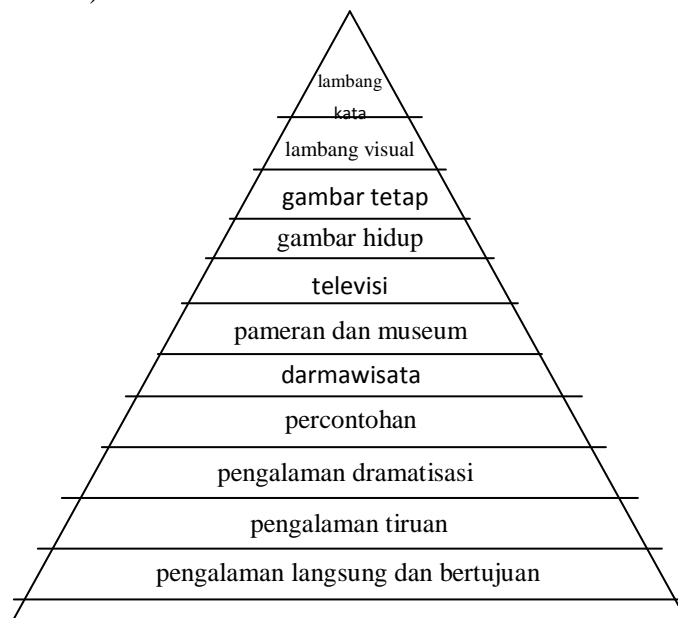 lambang
kata
lambang visual
gambar tetap
gambar hidup
televisi
pameran dan museum
darmawisata
percontohan
pengalaman dramatisasi
pengalaman tiruan
pengalaman langsung dan bertujuan